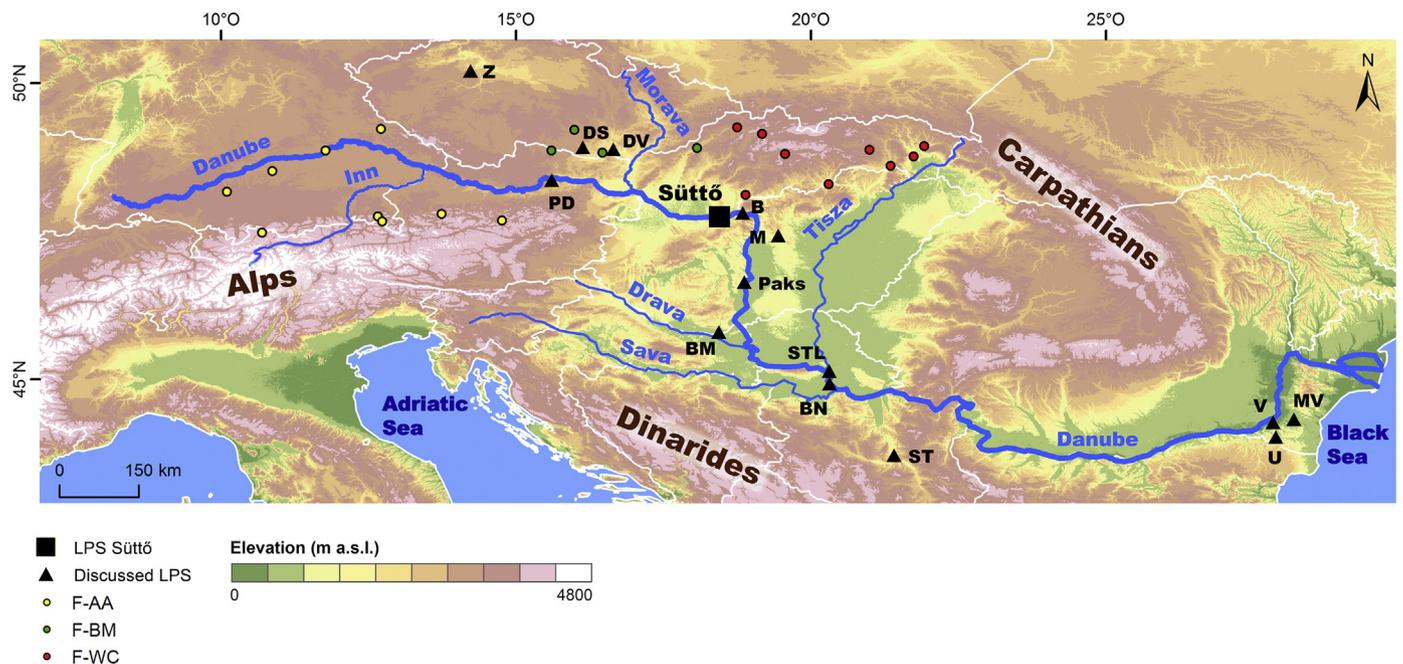 10°O
15°O
20°O
25°O
50°N
45°N
N
Z
Morava
DS
DV
Danube
Inn
PD
Süttő
B
M
Tisza
Carpathians
Alps
Paks
Drava
BM
STL
Sava
BN
Adriatic
Sea
Dinarides
ST
Danube
V
MV
U
Black
Sea
0
150 km
LPS Süttő
Discussed LPS
F-AA
F-BM
F-WC
Elevation (m a.s.l.)
0
4800